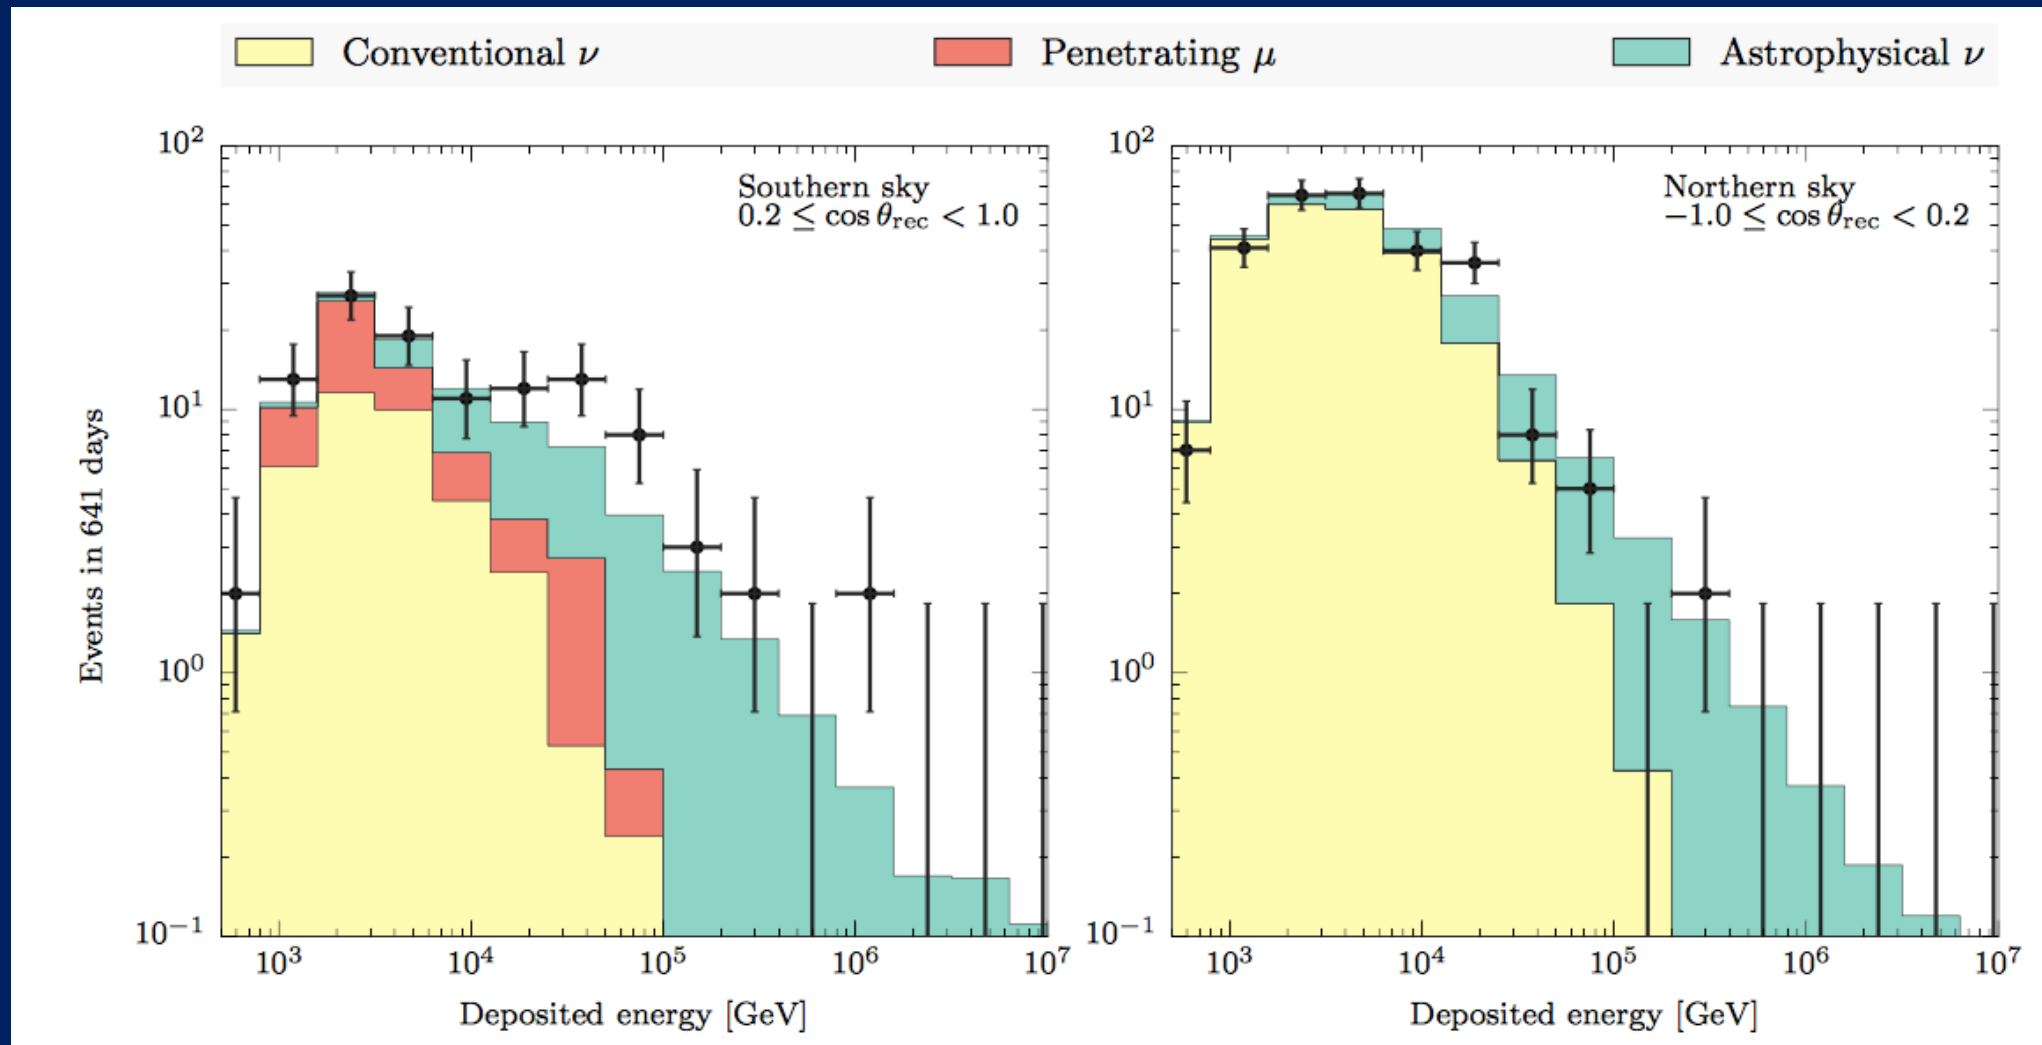 Conventional ν
Penetrating μ
Astrophysical ν
Events in 641 days
10²
10¹
10⁰
10⁻¹
Southern sky
0.2 ≤ cos θ_rec < 1.0
10³ 10⁴ 10⁵ 10⁶ 10⁷
Deposited energy [GeV]
10²
10¹
10⁰
10⁻¹
Northern sky
−1.0 ≤ cos θ_rec < 0.2
10³ 10⁴ 10⁵ 10⁶ 10⁷
Deposited energy [GeV]